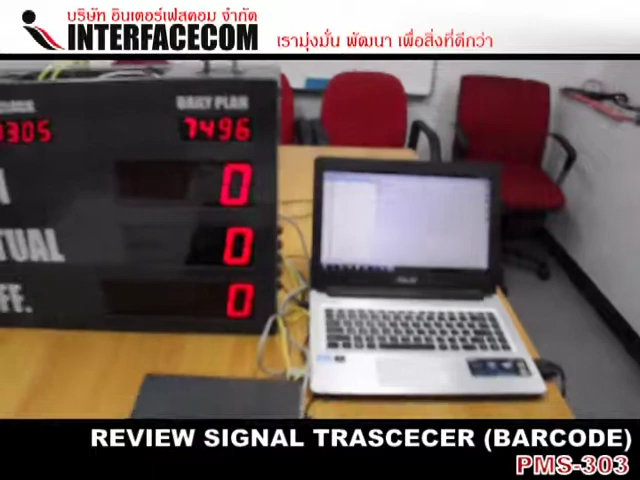 บริษัท อินเตอร์เฟสคอม จำกัด
INTERFACECOM
เรามุ่งมั่น พัฒนา เพื่อสิ่งที่ดีกว่า
DAILY PLAN
305
7496
0
TUAL
0
FF.
0
ASUS
REVIEW SIGNAL TRASCECER (BARCODE)
PMS-303